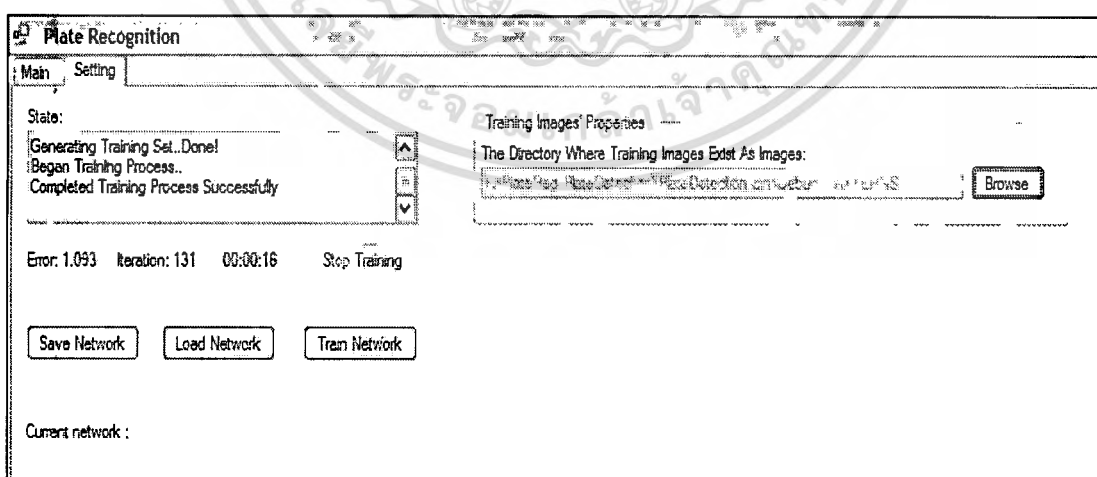 Plate Recognition
Main Setting
State:
Generating Training Set..Done!
Began Training Process..
Completed Training Process Successfully
Training Images' Properties
The Directory Where Training Images Exist As Images:
Browse
Error: 1.093 Iteration: 131 00:00:16 Stop Training
Save Network Load Network Train Network
Current network :